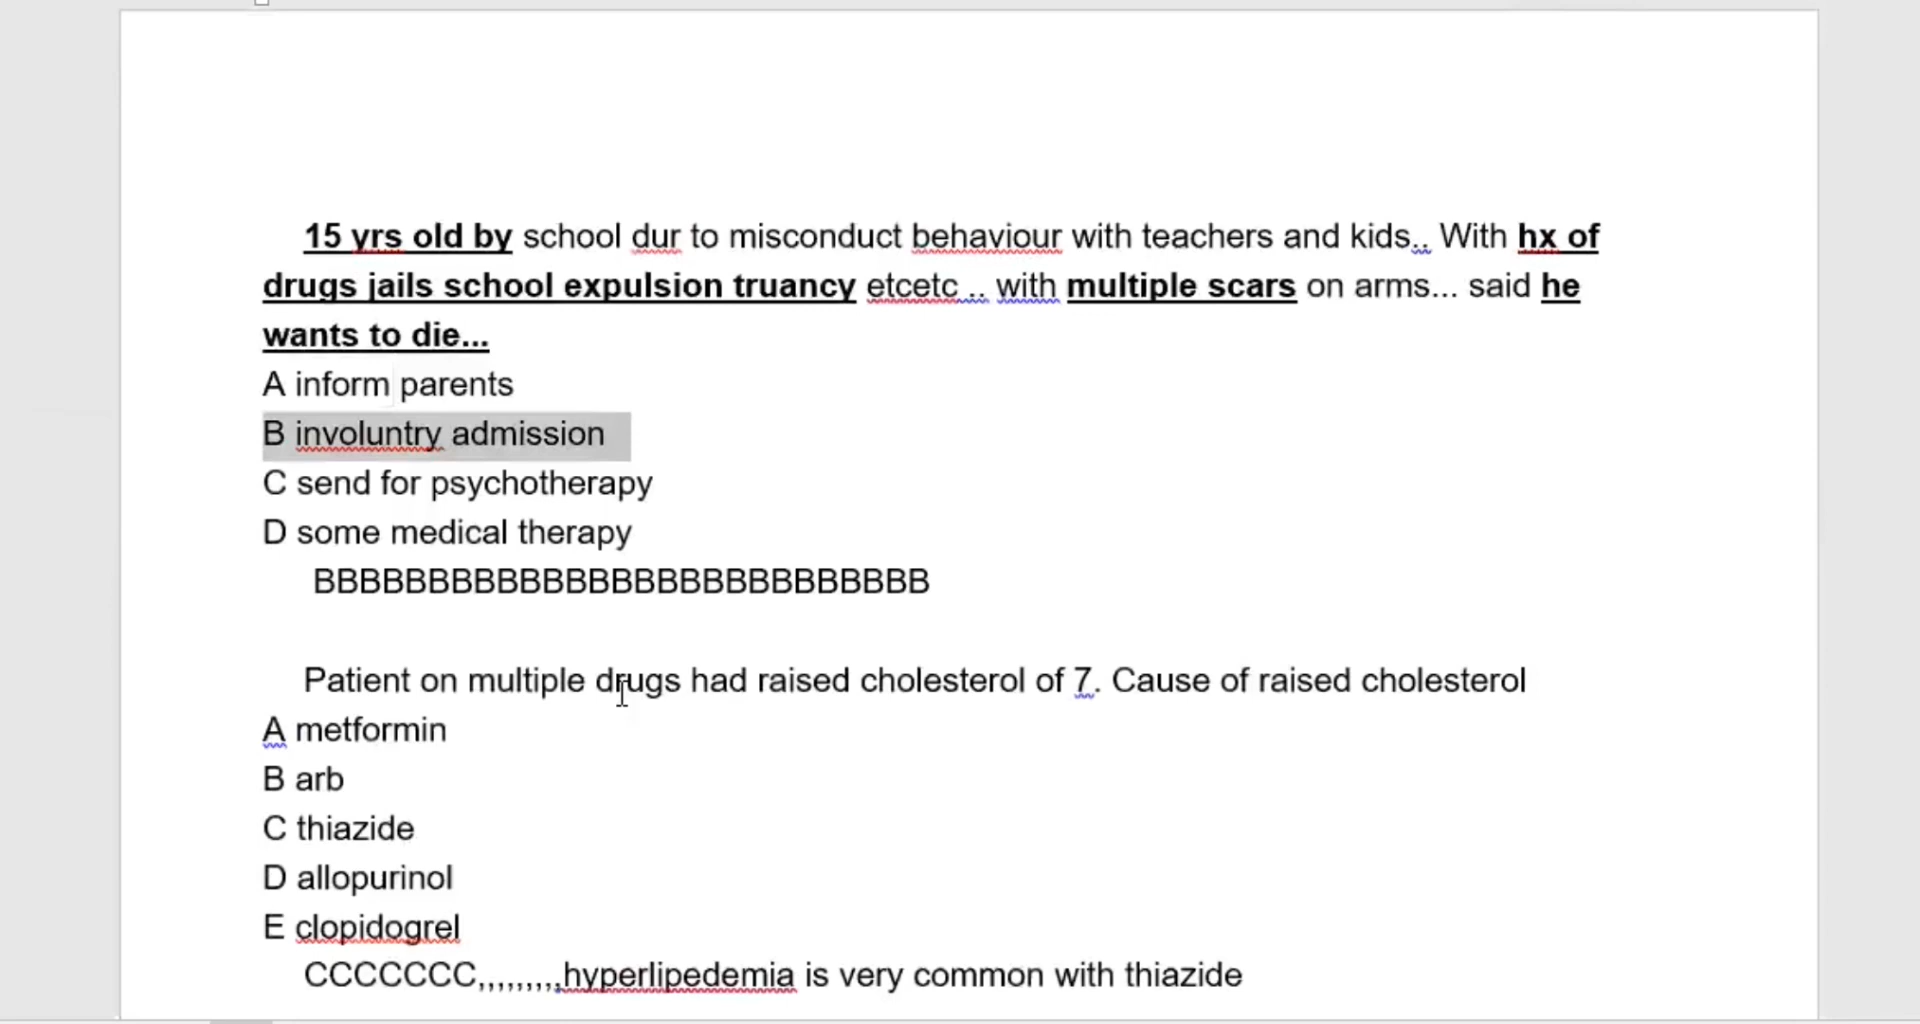 15 yrs old by school dur to misconduct behaviour with teachers and kids.. With hx of
drugs jails school expulsion truancy etcetc .. with multiple scars on arms... said he
wants to die...
A inform parents
B involuntry admission
C send for psychotherapy
D some medical therapy
BBBBBBBBBBBBBBBBBBBBBBBBBBB
Patient on multiple drugs had raised cholesterol of 7. Cause of raised cholesterol
A metformin
B arb
C thiazide
D allopurinol
E clopidogrel
CCCCCCC,,,,,,,,,hyperlipedemia is very common with thiazide